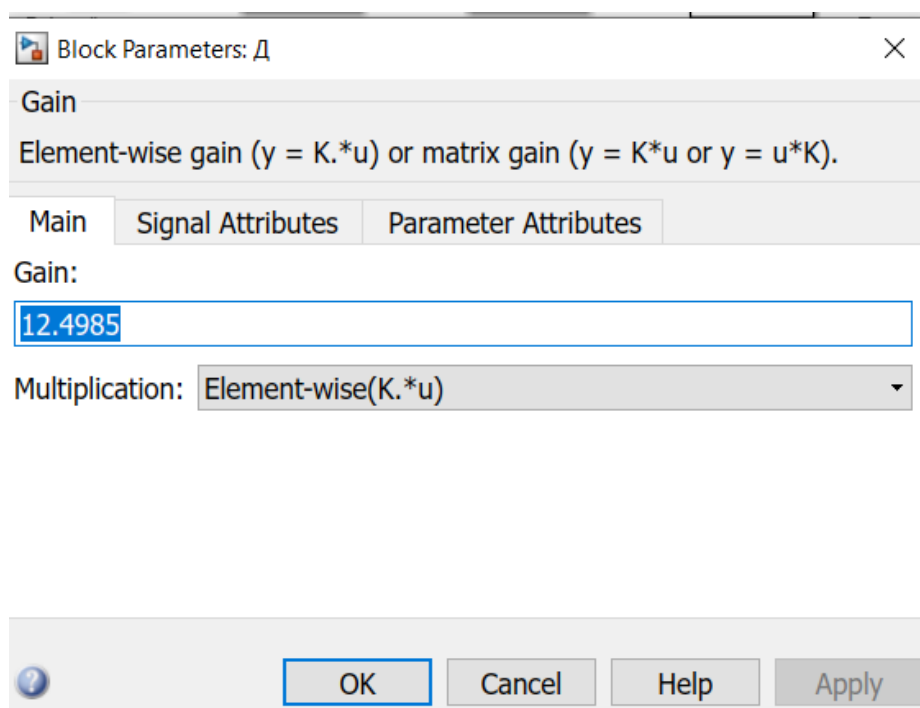 Block Parameters: Д
Gain
Element-wise gain (y = K.*u) or matrix gain (y = K*u or y = u*K).
Main Signal Attributes Parameter Attributes
Gain:
12.4985
Multiplication: Element-wise(K.*u)
OK Cancel Help Apply